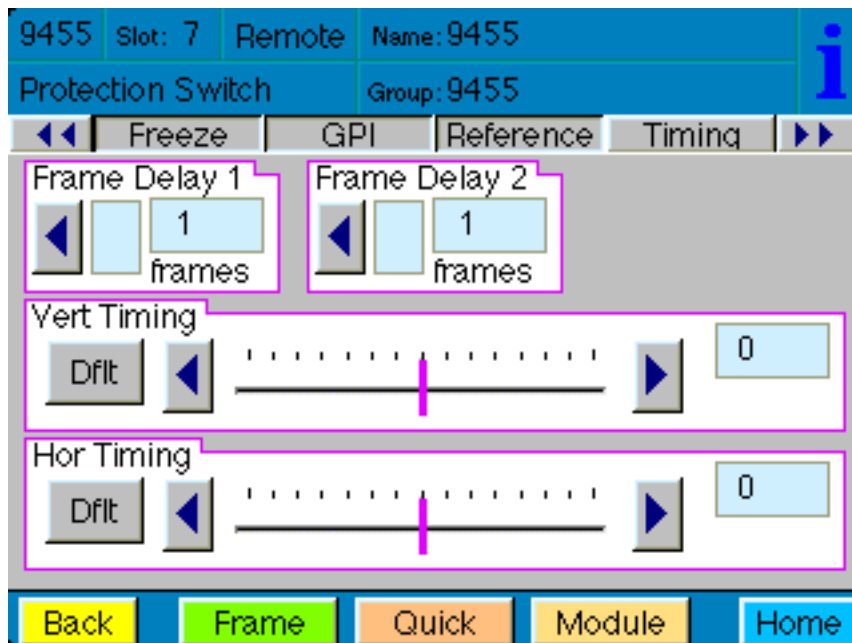 9455 Slot: 7 Remote Name: 9455 i
Protection Switch Group: 9455
Freeze GPI Reference Timing
Frame Delay 1 Frame Delay 2
1 1
frames frames
Vert Timing
Dflt 0
Hor Timing
Dflt 0
Back Frame Quick Module Home